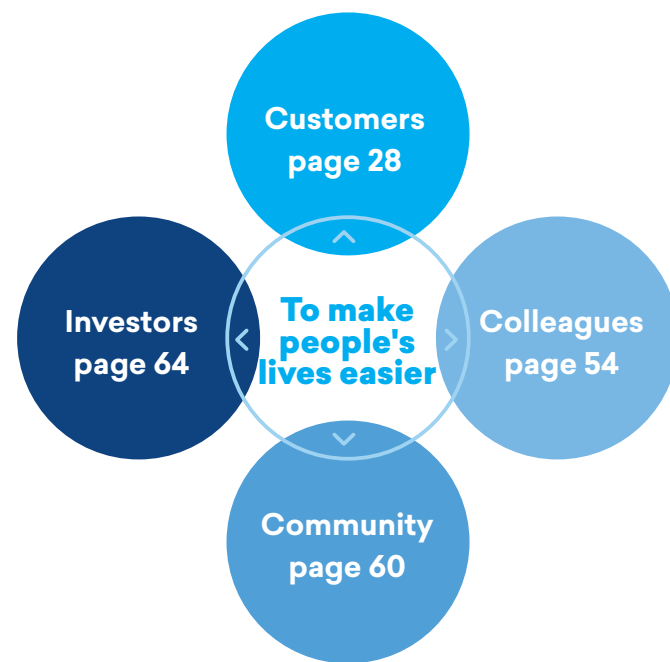 Customers
page 28
Investors
page 64
To make
people's
lives easier
Colleagues
page 54
Community
page 60